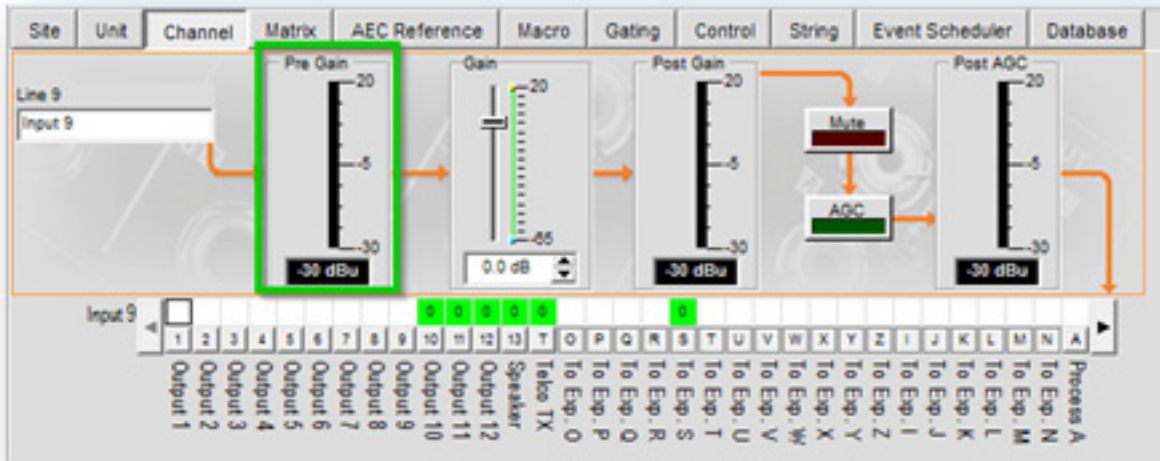 Site Unit Channel Matrix AEC Reference Macro Gating Control String Event Scheduler Database
Pre Gain Gain Post Gain Post AGC
20 20 20 20
Line 9
Input 9
Mute
-5 -5 -5
AGC
-30 -65 -30 -30
-30 dBu 0.0 dB -30 dBu -30 dBu
Input 9 0 0 0 0 0 0
1 2 3 4 5 6 7 8 9 10 11 12 13 T O P Q R S T U V W X Y Z I J K L M N A
Output 1
Output 2
Output 3
Output 4
Output 5
Output 6
Output 7
Output 8
Output 9
Output 10
Output 11
Output 12
Speaker
Telco TX
To Exp. O
To Exp. P
To Exp. Q
To Exp. R
To Exp. S
To Exp. T
To Exp. U
To Exp. V
To Exp. W
To Exp. X
To Exp. Y
To Exp. Z
To Exp. I
To Exp. J
To Exp. K
To Exp. L
To Exp. M
To Exp. N
Process A